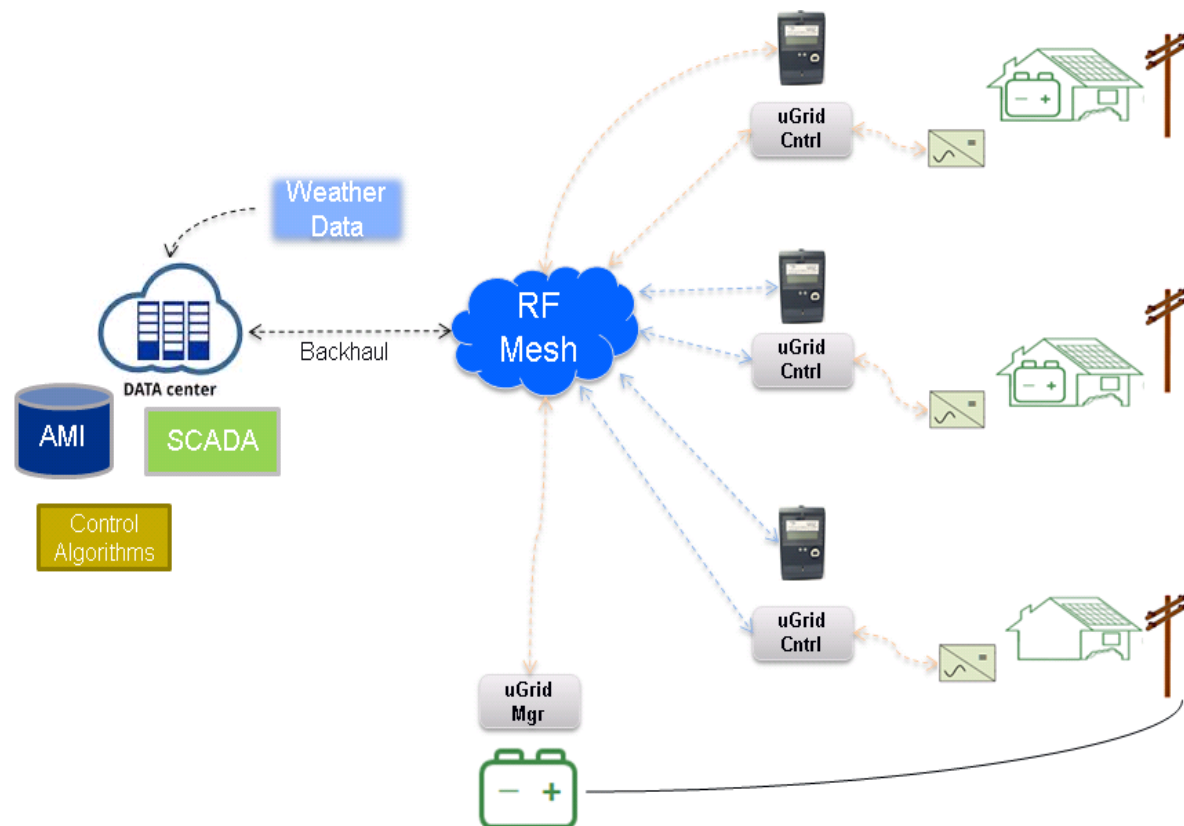 uGrid
Cntrl
Weather
Data
RF
Mesh
Backhaul
DATA center
uGrid
Cntrl
AMI
SCADA
Control
Algorithms
uGrid
Cntrl
uGrid
Mgr